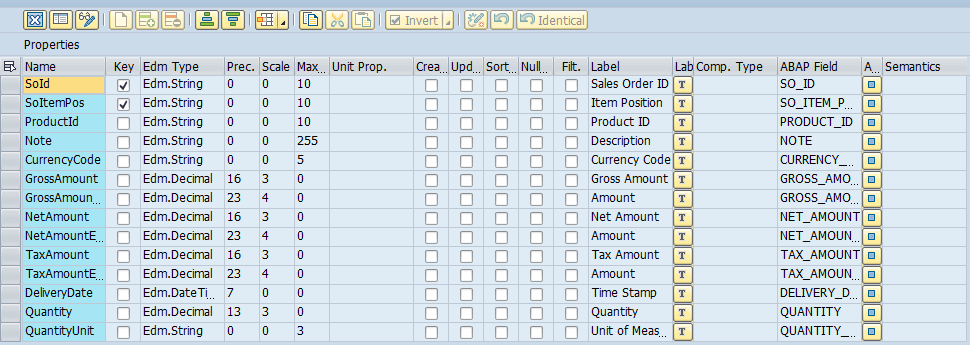 Invert Identical
Properties
Name Key Edm Type Prec. Scale Max... Unit Prop. Crea... Upd... Sort... Null... Filt. Label Lab Comp. Type ABAP Field A... Semantics
SoId Edm.String 0 0 10 Sales Order ID T SO_ID
SoItemPos Edm.String 0 0 10 Item Position T SO_ITEM_P...
ProductId Edm.String 0 0 10 Product ID T PRODUCT_ID
Note Edm.String 0 0 255 Description T NOTE
CurrencyCode Edm.String 0 0 5 Currency Code T CURRENCY_...
GrossAmount Edm.Decimal 16 3 0 Gross Amount T GROSS_AMO...
GrossAmoun... Edm.Decimal 23 4 0 Amount T GROSS_AMO...
NetAmount Edm.Decimal 16 3 0 Net Amount T NET_AMOUNT
NetAmountE... Edm.Decimal 23 4 0 Amount T NET_AMOUN...
TaxAmount Edm.Decimal 16 3 0 Tax Amount T TAX_AMOUNT
TaxAmountE... Edm.Decimal 23 4 0 Amount T TAX_AMOUN...
DeliveryDate Edm.DateTi... 7 0 0 Time Stamp T DELIVERY_D...
Quantity Edm.Decimal 13 3 0 Quantity T QUANTITY
QuantityUnit Edm.String 0 0 3 Unit of Meas... T QUANTITY_...